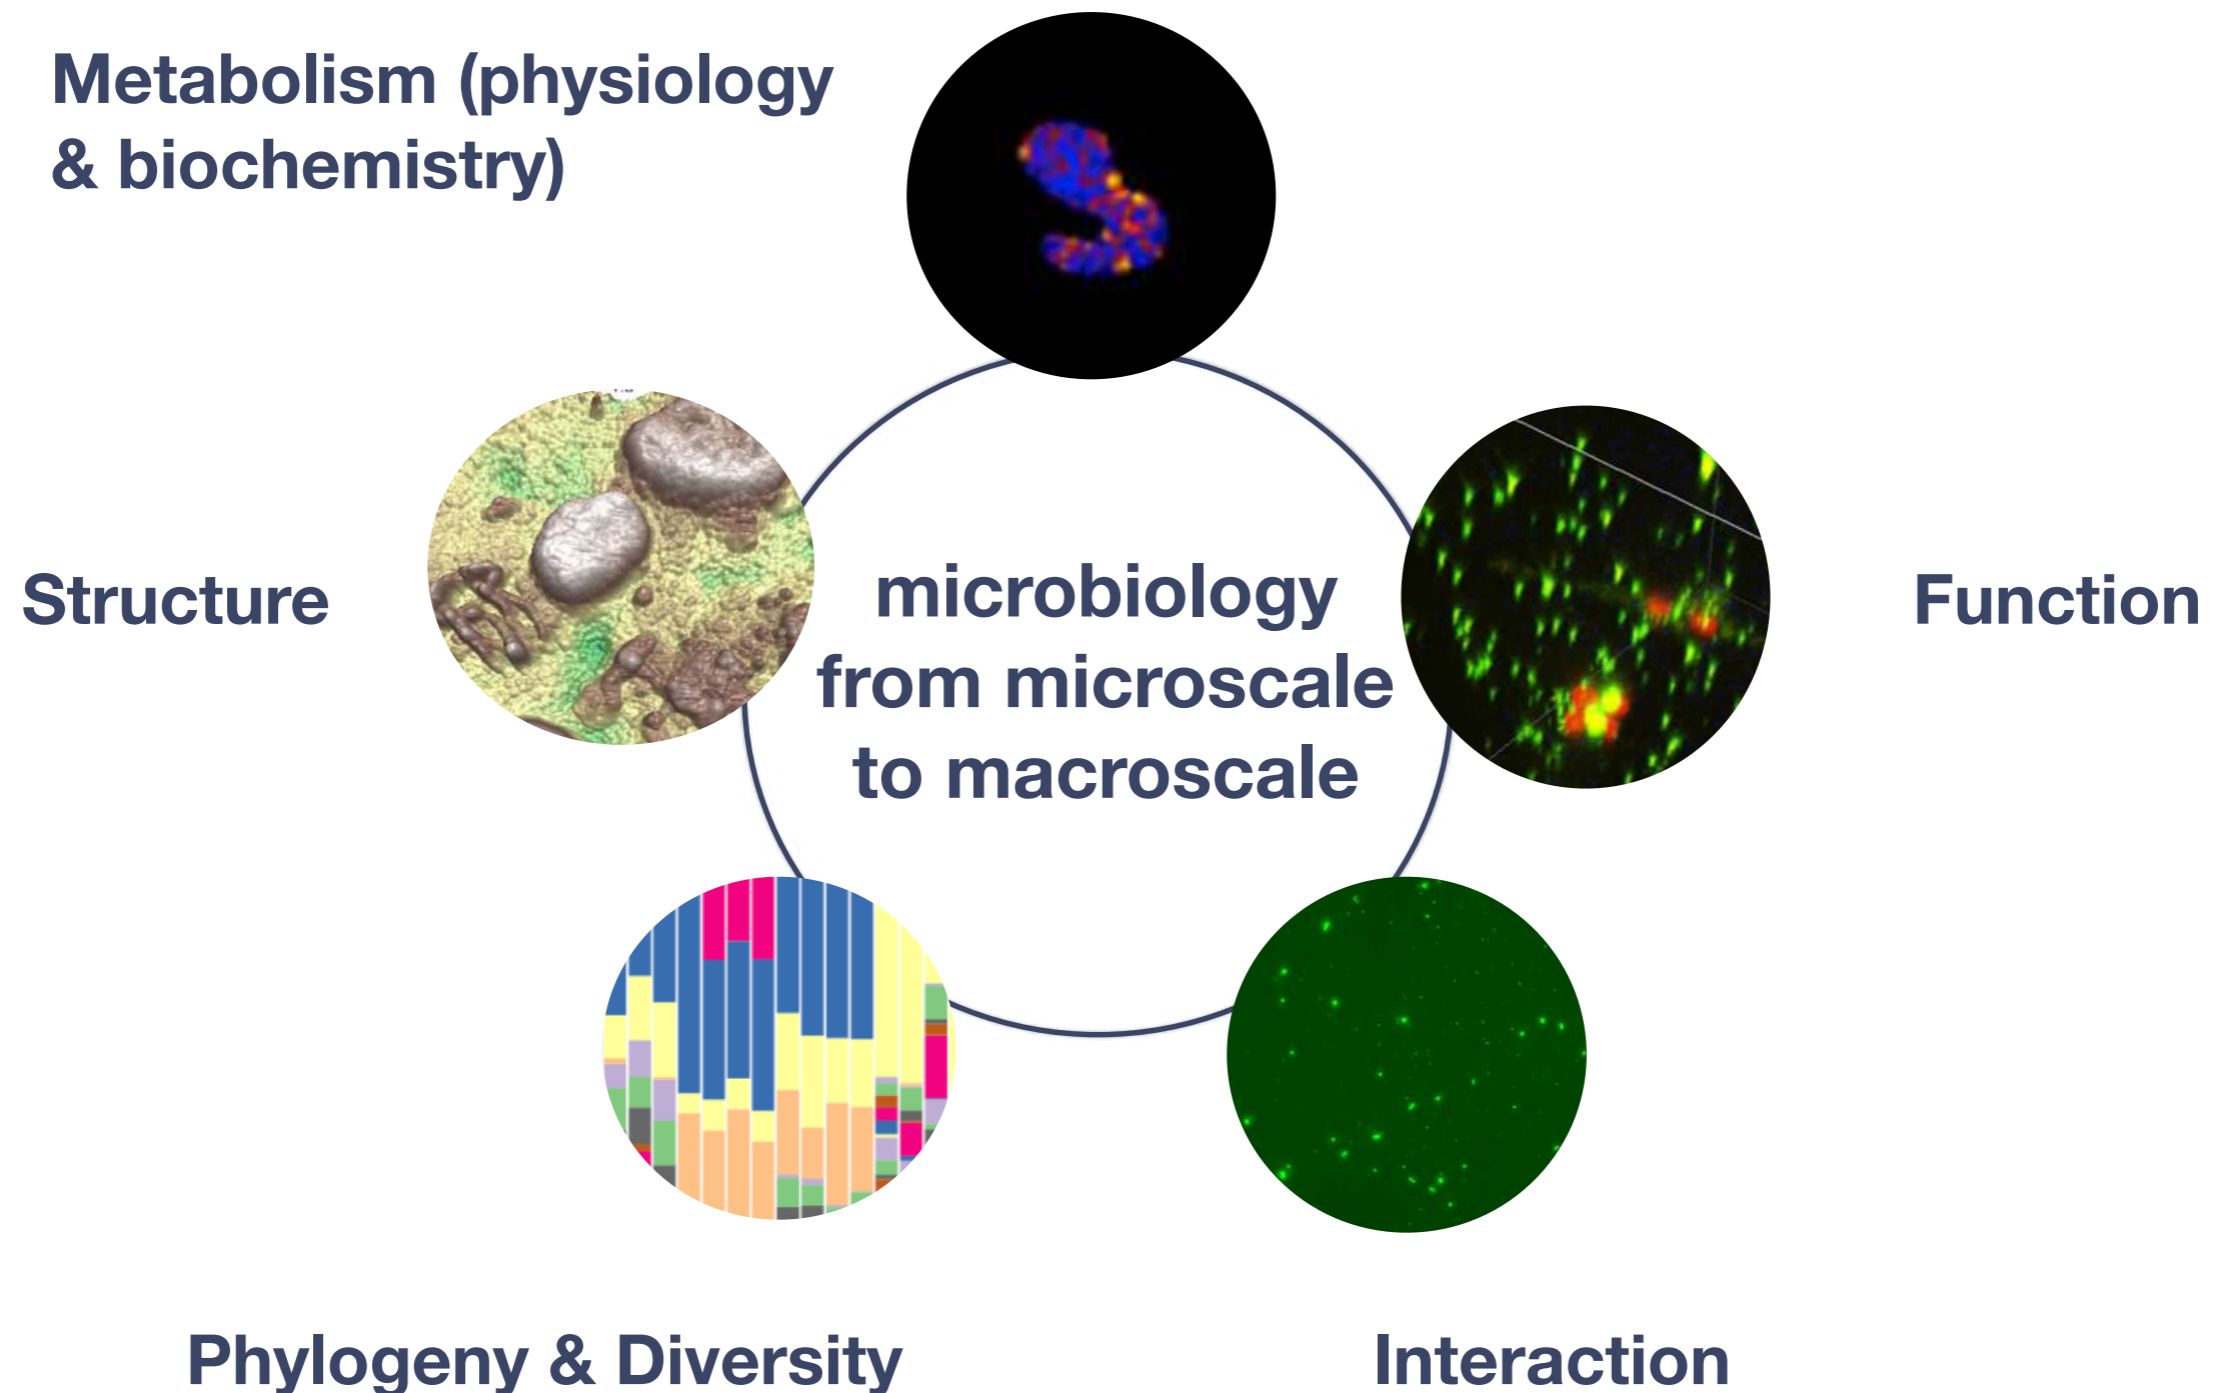 Metabolism (physiology
& biochemistry)
Structure
microbiology
from microscale
to macroscale
Function
Phylogeny & Diversity
Interaction